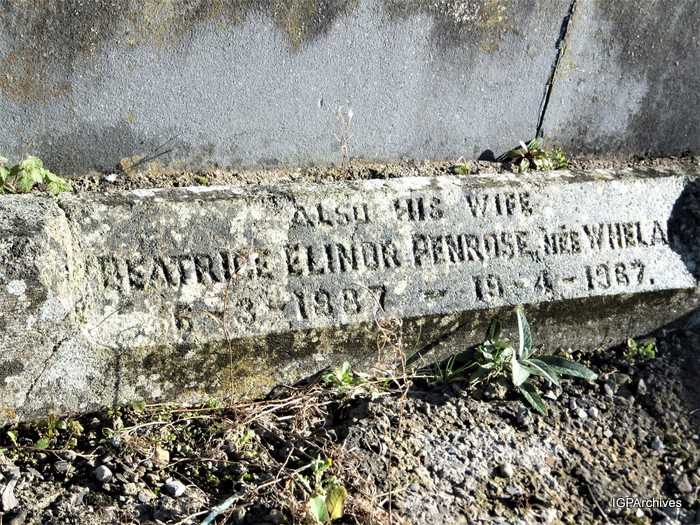 ALSO HIS WIFE
BEATRICE ELINOR PENROSE, NÉE WHELA
6-3-1887 - 19-4-1967.
IGPArchives